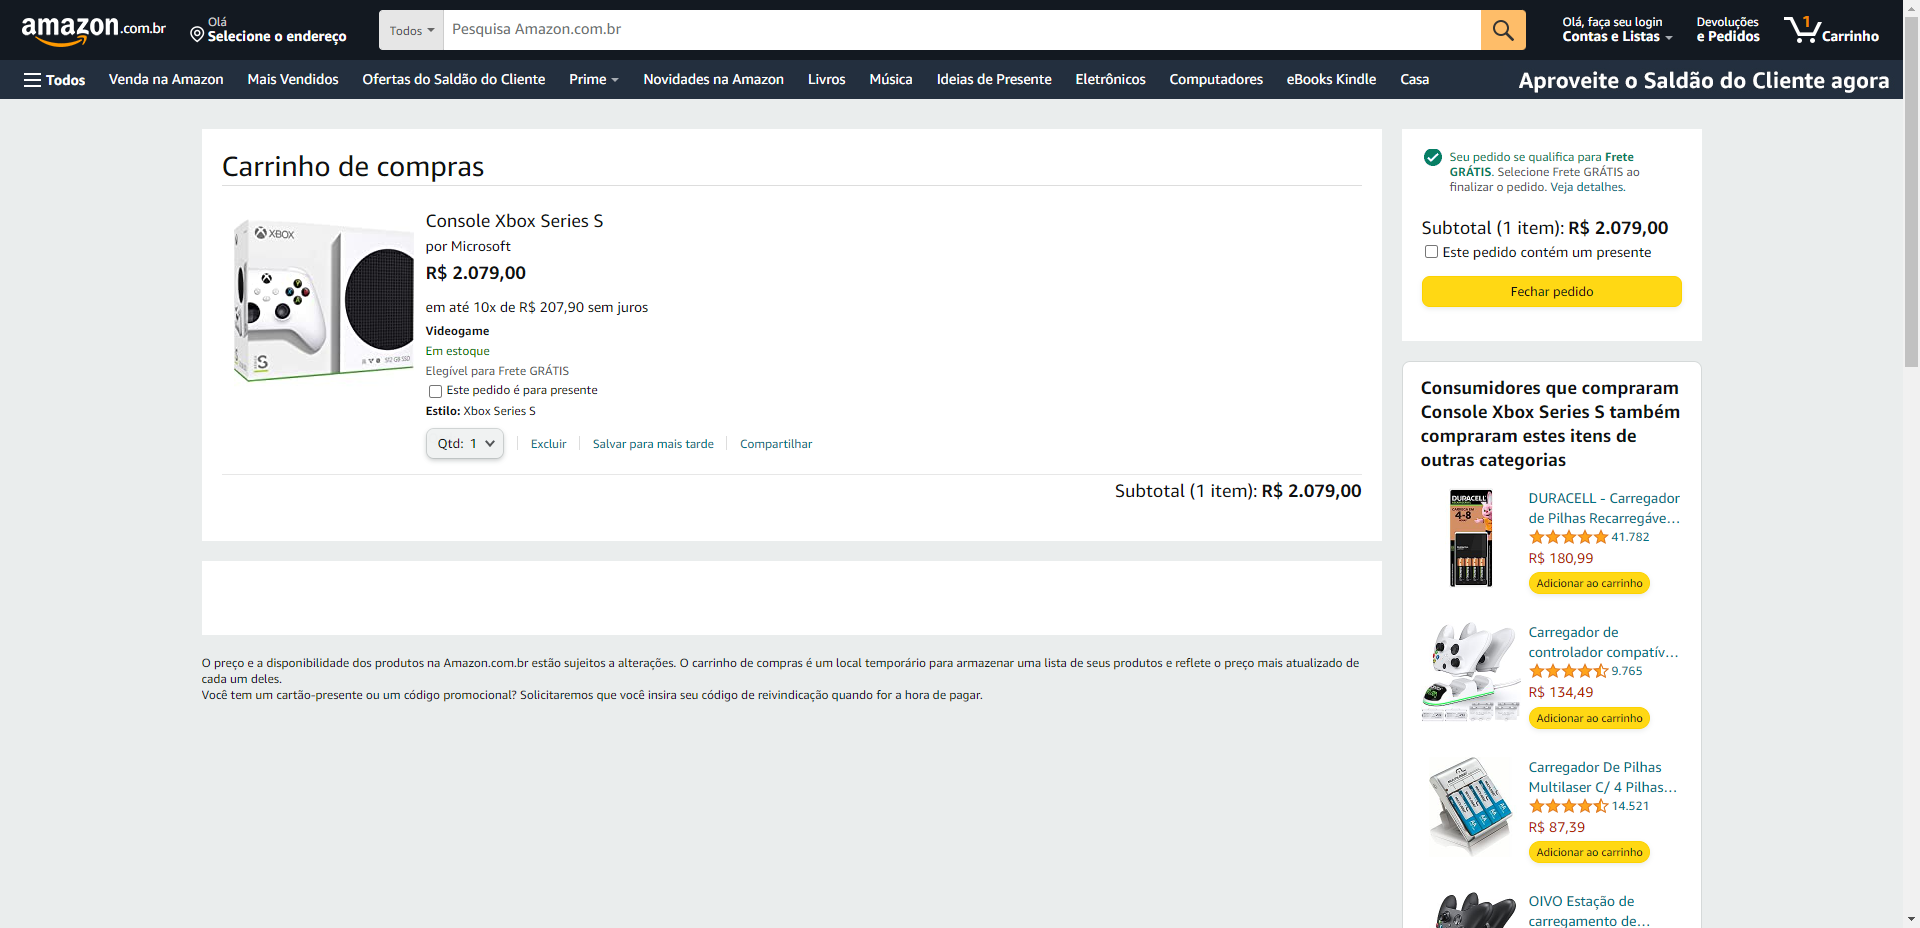 amazon.com.br
Olá
Selecione o endereço
Todos
Pesquisa Amazon.com.br
Olá, faça seu login
Contas e Listas
Devoluções
e Pedidos
1
Carrinho
Todos
Venda na Amazon
Mais Vendidos
Ofertas do Saldão do Cliente
Prime
Novidades na Amazon
Livros
Música
Ideias de Presente
Eletrônicos
Computadores
eBooks Kindle
Casa
Aproveite o Saldão do Cliente agora
Carrinho de compras
XBOX
S
512 GB SSD
Console Xbox Series S
por Microsoft
R$ 2.079,00
em até 10x de R$ 207,90 sem juros
Videogame
Em estoque
Elegível para Frete GRÁTIS
Este pedido é para presente
Estilo: Xbox Series S
Qtd: 1
Excluir
Salvar para mais tarde
Compartilhar
Subtotal (1 item): R$ 2.079,00
O preço e a disponibilidade dos produtos na Amazon.com.br estão sujeitos a alterações. O carrinho de compras é um local temporário para armazenar uma lista de seus produtos e reflete o preço mais atualizado de
cada um deles.
Você tem um cartão-presente ou um código promocional? Solicitaremos que você insira seu código de reivindicação quando for a hora de pagar.
Seu pedido se qualifica para Frete
GRÁTIS. Selecione Frete GRÁTIS ao
finalizar o pedido. Veja detalhes.
Subtotal (1 item): R$ 2.079,00
Este pedido contém um presente
Fechar pedido
Consumidores que compraram
Console Xbox Series S também
compraram estes itens de
outras categorias
DURACELL
4-8
DURACELL - Carregador
de Pilhas Recarregáve...
41.782
R$ 180,99
Adicionar ao carrinho
Carregador de
controlador compatív...
9.765
R$ 134,49
Adicionar ao carrinho
Carregador De Pilhas
Multilaser C/ 4 Pilhas...
14.521
R$ 87,39
Adicionar ao carrinho
OIVO Estação de
carregamento de...